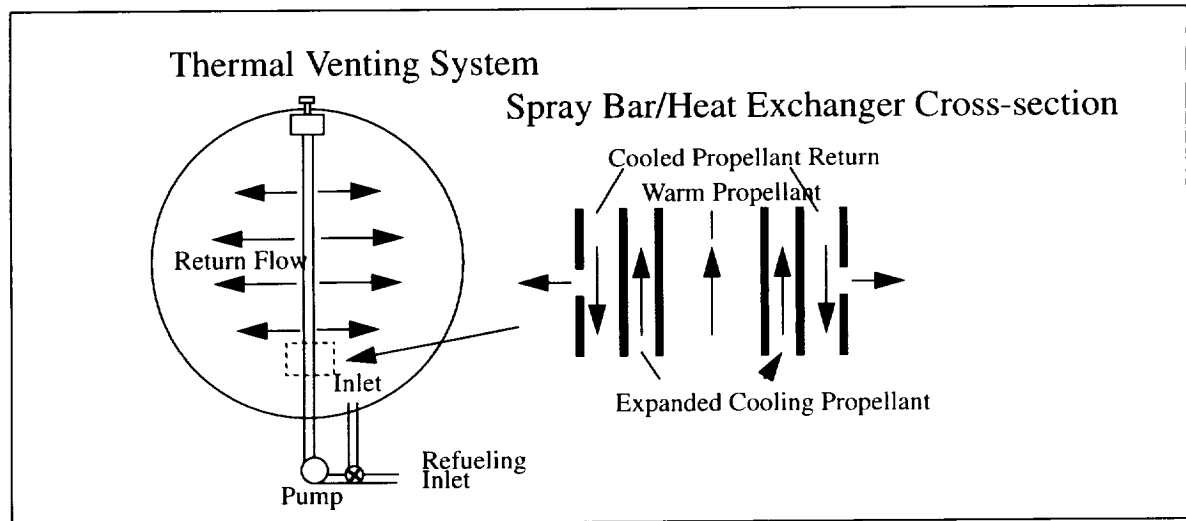 Thermal Venting System
Spray Bar/Heat Exchanger Cross-section
Cooled Propellant Return
Warm Propellant
Return Flow
Inlet
Expanded Cooling Propellant
Refueling
Inlet
Pump